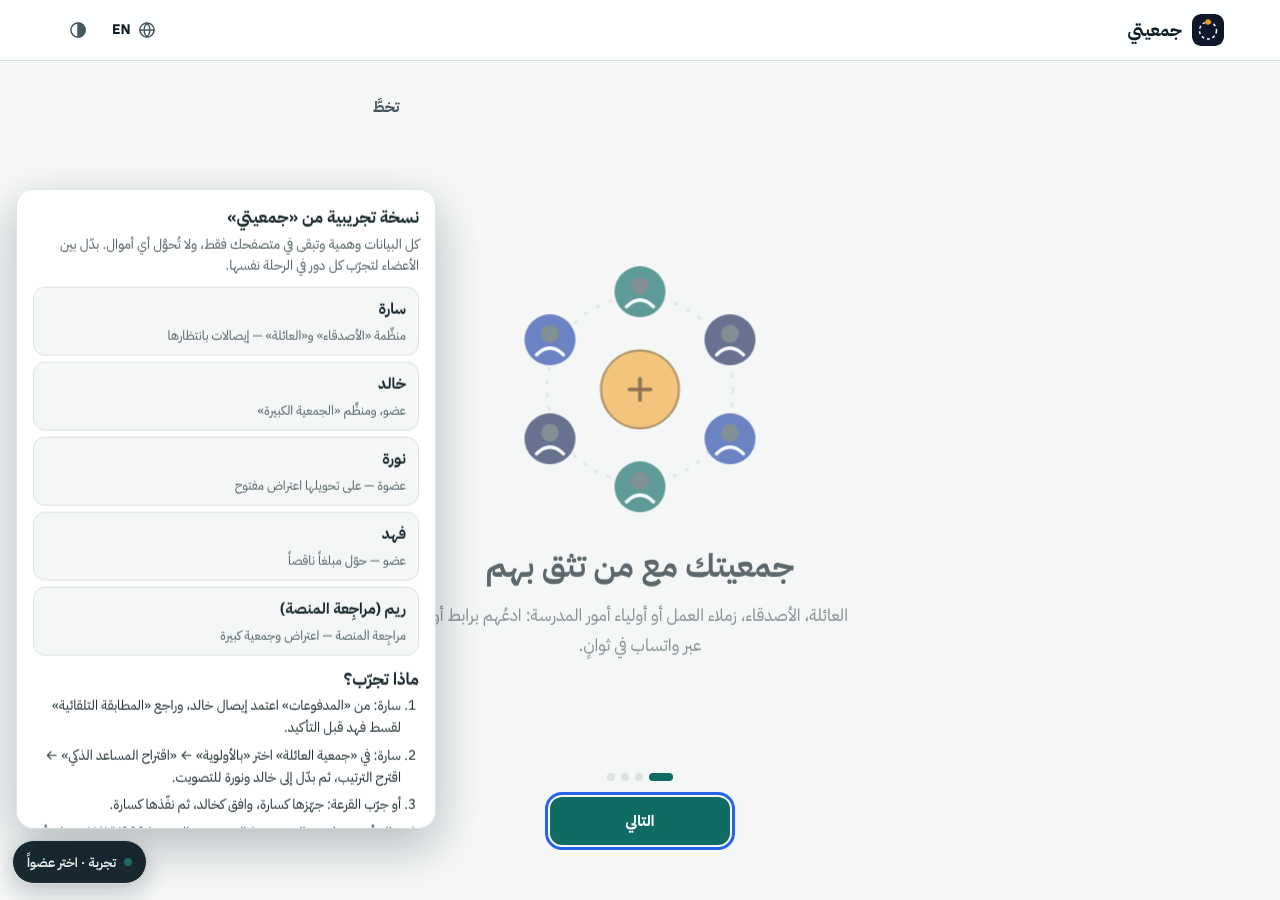 جمعيتي
EN
تخطَّ
نسخة تجريبية من «جمعيتي»
كل البيانات وهمية وتبقى في متصفحك فقط، ولا تُحوَّل أي أموال. بدّل بين
الأعضاء لتجرّب كل دور في الرحلة نفسها.
سارة
منظِّمة «الأصدقاء» و«العائلة» — إيصالات بانتظارها
خالد
عضو، ومنظِّم «الجمعية الكبيرة»
نورة
عضوة — على تحويلها اعتراض مفتوح
فهد
عضو — حوّل مبلغاً ناقصاً
ريم (مراجِعة المنصة)
مراجِعة المنصة — اعتراض وجمعية كبيرة
ماذا تجرّب؟
1. سارة: من «المدفوعات» اعتمد إيصال خالد، وراجع «المطابقة التلقائية»
لقسط فهد قبل التأكيد.
2. سارة: في «جمعية العائلة» اختر «بالأولوية» ← «اقتراح المساعد الذكي» ←
اقترح الترتيب، ثم بدّل إلى خالد ونورة للتصويت.
3. أو جرّب القرعة: جهّزها كسارة، وافق كخالد، ثم نفّذها كسارة.
جمعيتك مع من تثق بهم
العائلة، الأصدقاء، زملاء العمل أو أولياء أمور المدرسة: ادعُهم برابط أو
عبر واتساب في ثوانٍ.
التالي
تجربة · اختر عضواً